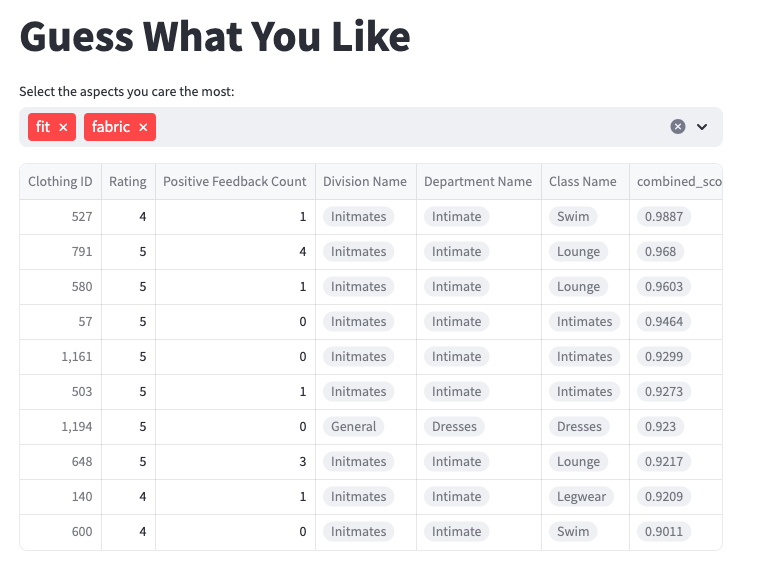 Guess What You Like
Select the aspects you care the most:
fit × fabric ×
Clothing ID Rating Positive Feedback Count Division Name Department Name Class Name combined_sco
527 4 1 Initmates Intimate Swim 0.9887
791 5 4 Initmates Intimate Lounge 0.968
580 5 1 Initmates Intimate Lounge 0.9603
57 5 0 Initmates Intimate Intimates 0.9464
1,161 5 0 Initmates Intimate Intimates 0.9299
503 5 1 Initmates Intimate Intimates 0.9273
1,194 5 0 General Dresses Dresses 0.923
648 5 3 Initmates Intimate Lounge 0.9217
140 4 1 Initmates Intimate Legwear 0.9209
600 4 0 Initmates Intimate Swim 0.9011